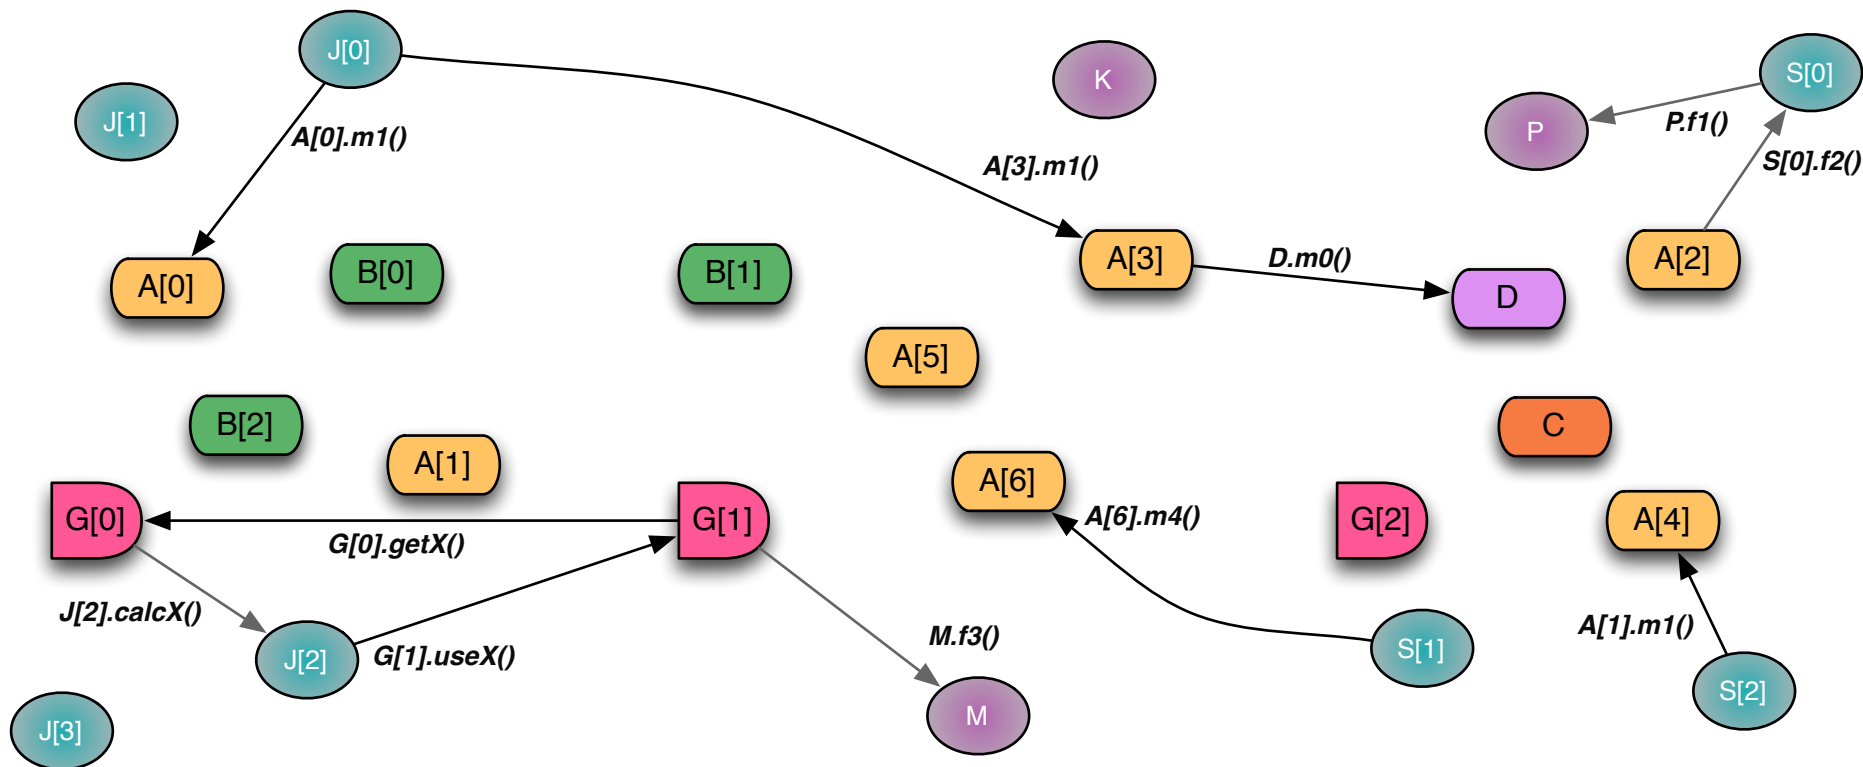 J[0]
K
S[0]
J[1]
P
P.f1()
A[0].m1()
A[3].m1()
S[0].f2()
A[0]
B[0]
B[1]
A[3]
D.m0()
D
A[2]
A[5]
B[2]
A[1]
A[6]
C
G[0]
G[0].getX()
G[1]
A[6].m4()
G[2]
A[4]
J[2].calcX()
J[2]
G[1].useX()
M.f3()
S[1]
A[1].m1()
S[2]
J[3]
M